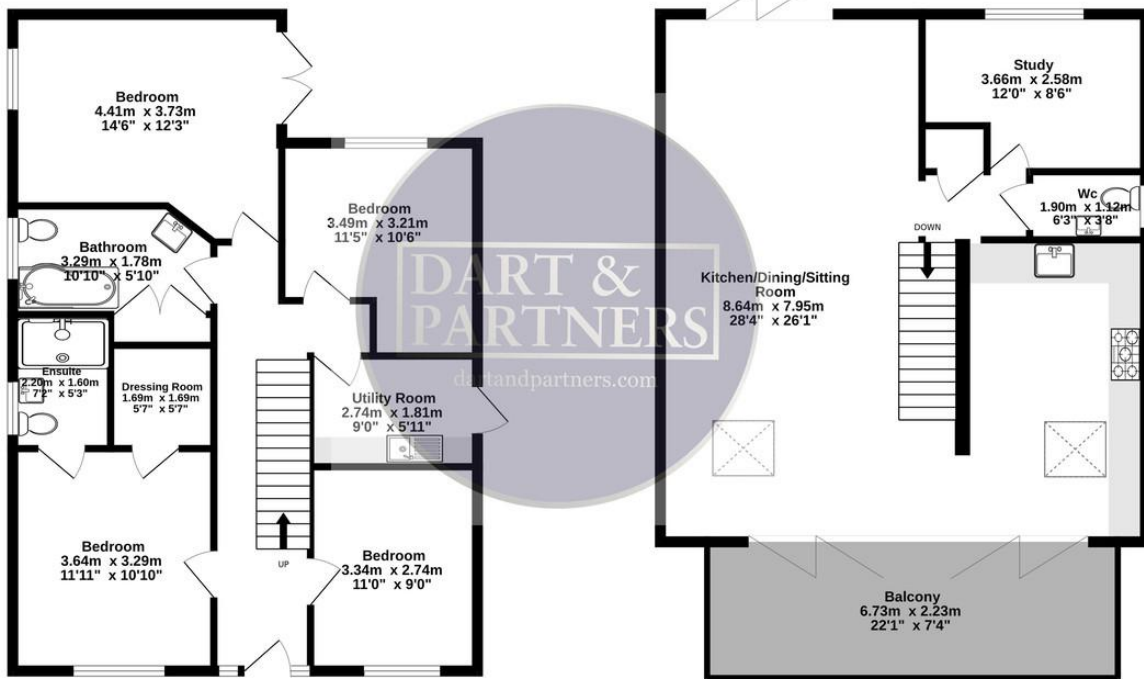 Bedroom
4.41m x 3.73m
14'6" x 12'3"
Bedroom
3.49m x 3.21m
11'5" x 10'6"
Bathroom
3.29m x 1.78m
10'10" x 5'10"
Ensuite
2.20m x 1.60m
7'2" x 5'3"
Dressing Room
1.69m x 1.69m
5'7" x 5'7"
Utility Room
2.74m x 1.81m
9'0" x 5'11"
Bedroom
3.64m x 3.29m
11'11" x 10'10"
UP
Bedroom
3.34m x 2.74m
11'0" x 9'0"
DART &
PARTNERS
dartandpartners.com
Study
3.66m x 2.58m
12'0" x 8'6"
Wc
1.90m x 1.12m
6'3" x 3'8"
DOWN
Kitchen/Dining/Sitting
Room
8.64m x 7.95m
28'4" x 26'1"
Balcony
6.73m x 2.23m
22'1" x 7'4"